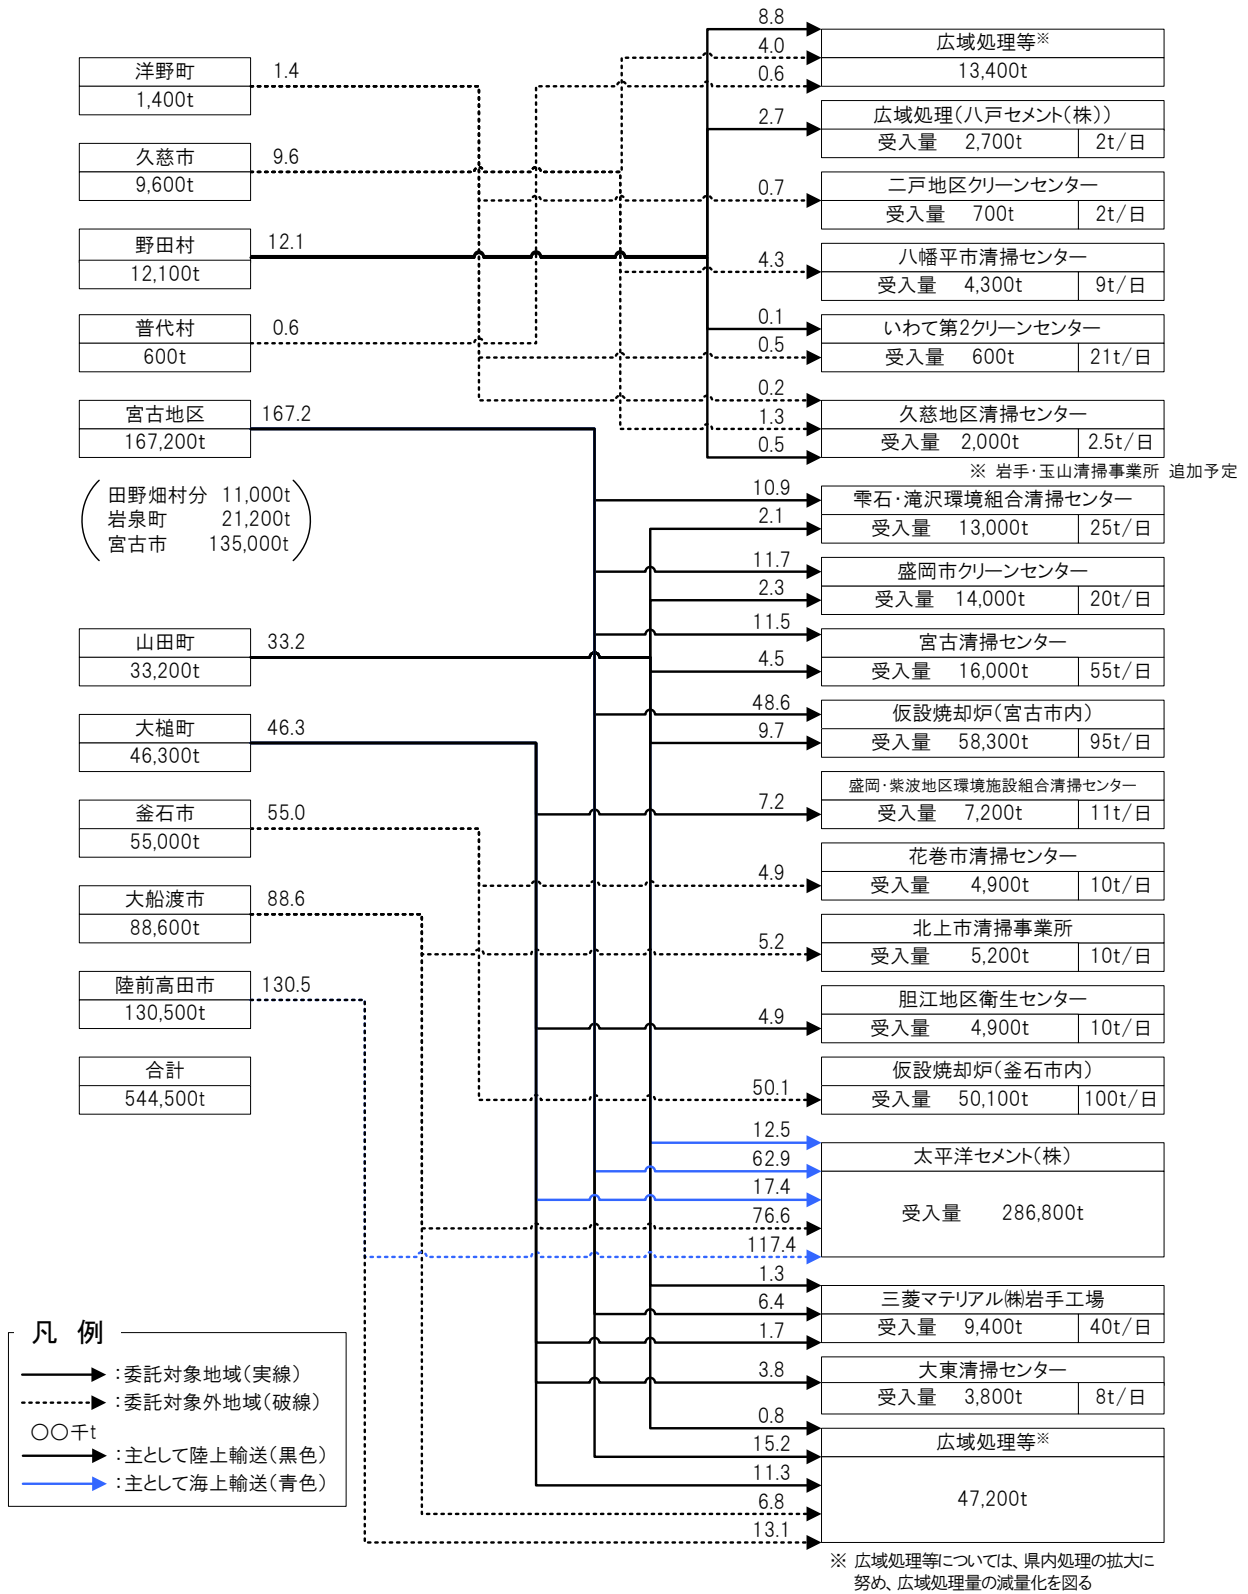 洋野町
1,400t
1.4
久慈市
9,600t
9.6
野田村
12,100t
12.1
普代村
600t
0.6
宮古地区
167,200t
167.2
田野畑村分 11,000t
岩泉町 21,200t
宮古市 135,000t
山田町
33,200t
33.2
大槌町
46,300t
46.3
釜石市
55,000t
55.0
大船渡市
88,600t
88.6
陸前高田市
130,500t
130.5
合計
544,500t
8.8
4.0
0.6
広域処理等※
13,400t
2.7
広域処理(八戸セメント(株))
受入量 2,700t 2t/日
0.7
二戸地区クリーンセンター
受入量 700t 2t/日
4.3
八幡平市清掃センター
受入量 4,300t 9t/日
0.1
0.5
いわて第2クリーンセンター
受入量 600t 21t/日
0.2
1.3
0.5
久慈地区清掃センター
受入量 2,000t 2.5t/日
※ 岩手・玉山清掃事業所 追加予定
10.9
2.1
雫石・滝沢環境組合清掃センター
受入量 13,000t 25t/日
11.7
2.3
盛岡市クリーンセンター
受入量 14,000t 20t/日
11.5
4.5
宮古清掃センター
受入量 16,000t 55t/日
48.6
9.7
仮設焼却炉(宮古市内)
受入量 58,300t 95t/日
7.2
盛岡・紫波地区環境施設組合清掃センター
受入量 7,200t 11t/日
4.9
花巻市清掃センター
受入量 4,900t 10t/日
5.2
北上市清掃事業所
受入量 5,200t 10t/日
4.9
胆江地区衛生センター
受入量 4,900t 10t/日
50.1
仮設焼却炉(釜石市内)
受入量 50,100t 100t/日
12.5
62.9
17.4
76.6
117.4
太平洋セメント(株)
受入量 286,800t
1.3
6.4
1.7
三菱マテリアル㈱岩手工場
受入量 9,400t 40t/日
3.8
大東清掃センター
受入量 3,800t 8t/日
0.8
15.2
11.3
6.8
13.1
広域処理等※
47,200t
※ 広域処理等については、県内処理の拡大に
努め、広域処理量の減量化を図る
凡 例
:委託対象地域(実線)
:委託対象外地域(破線)
○○千t
:主として陸上輸送(黒色)
:主として海上輸送(青色)